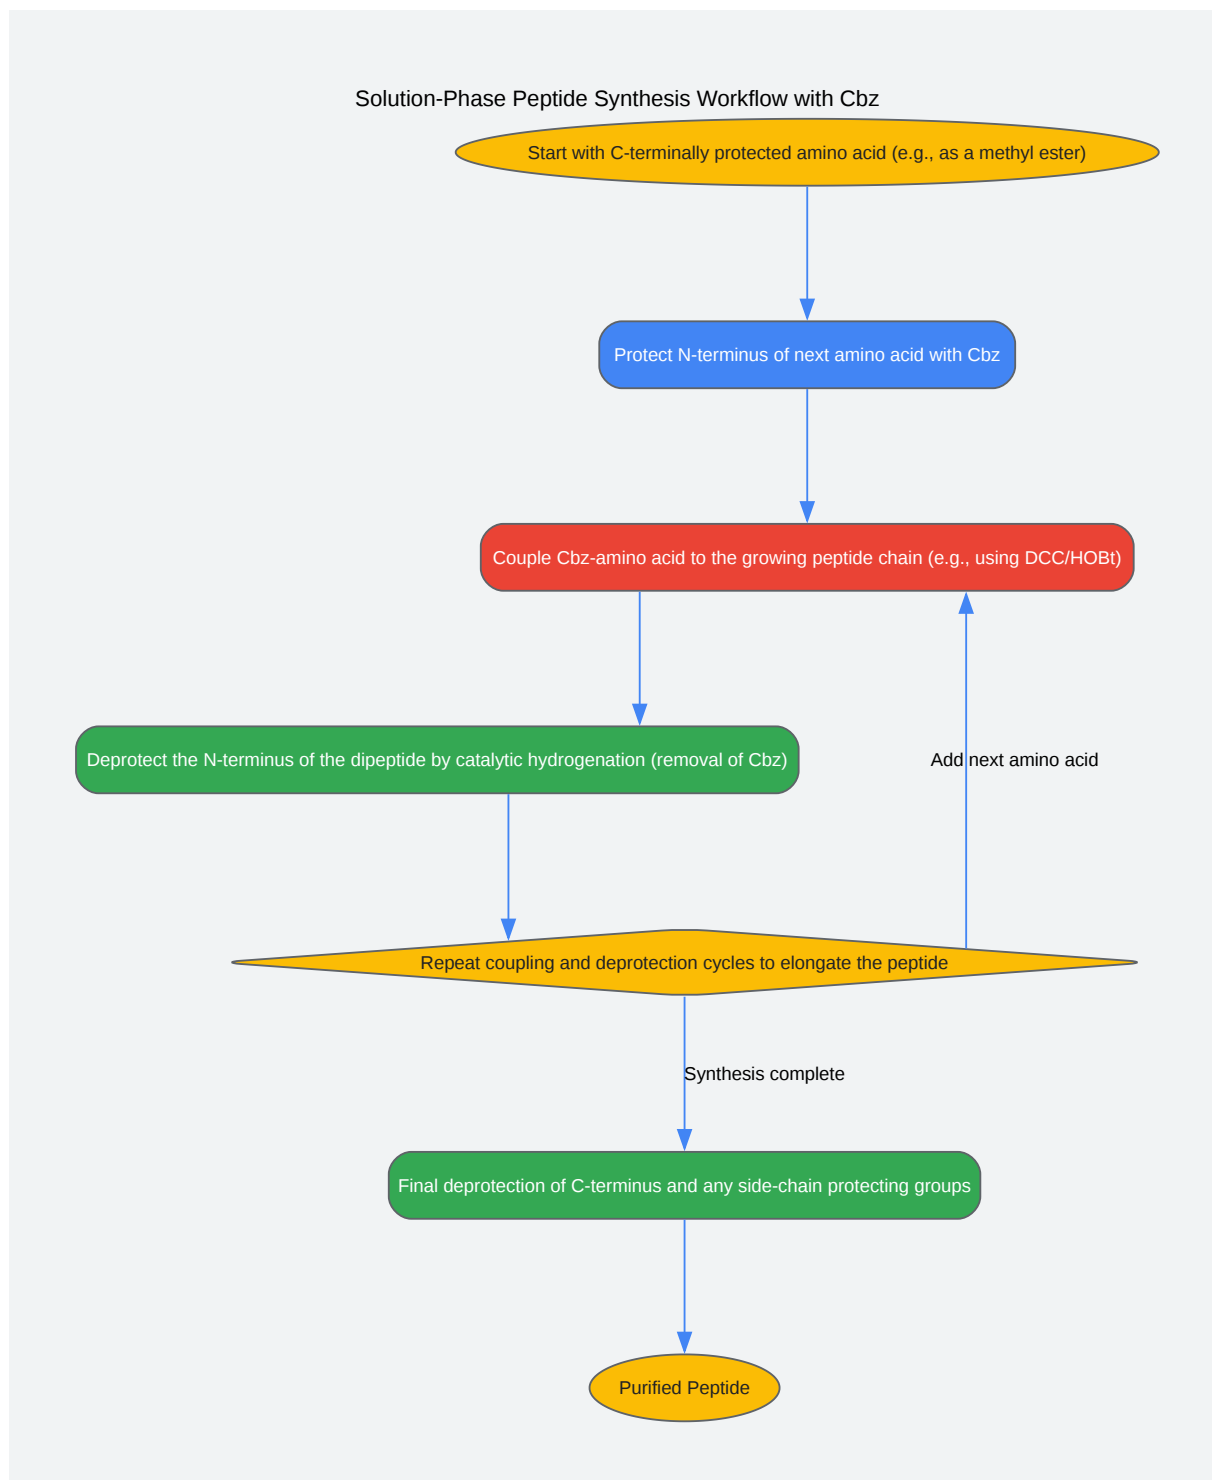 Solution-Phase Peptide Synthesis Workflow with Cbz
Start with C-terminally protected amino acid (e.g., as a methyl ester)
Protect N-terminus of next amino acid with Cbz
Couple Cbz-amino acid to the growing peptide chain (e.g., using DCC/HOBt)
Deprotect the N-terminus of the dipeptide by catalytic hydrogenation (removal of Cbz)
Add next amino acid
Repeat coupling and deprotection cycles to elongate the peptide
Synthesis complete
Final deprotection of C-terminus and any side-chain protecting groups
Purified Peptide